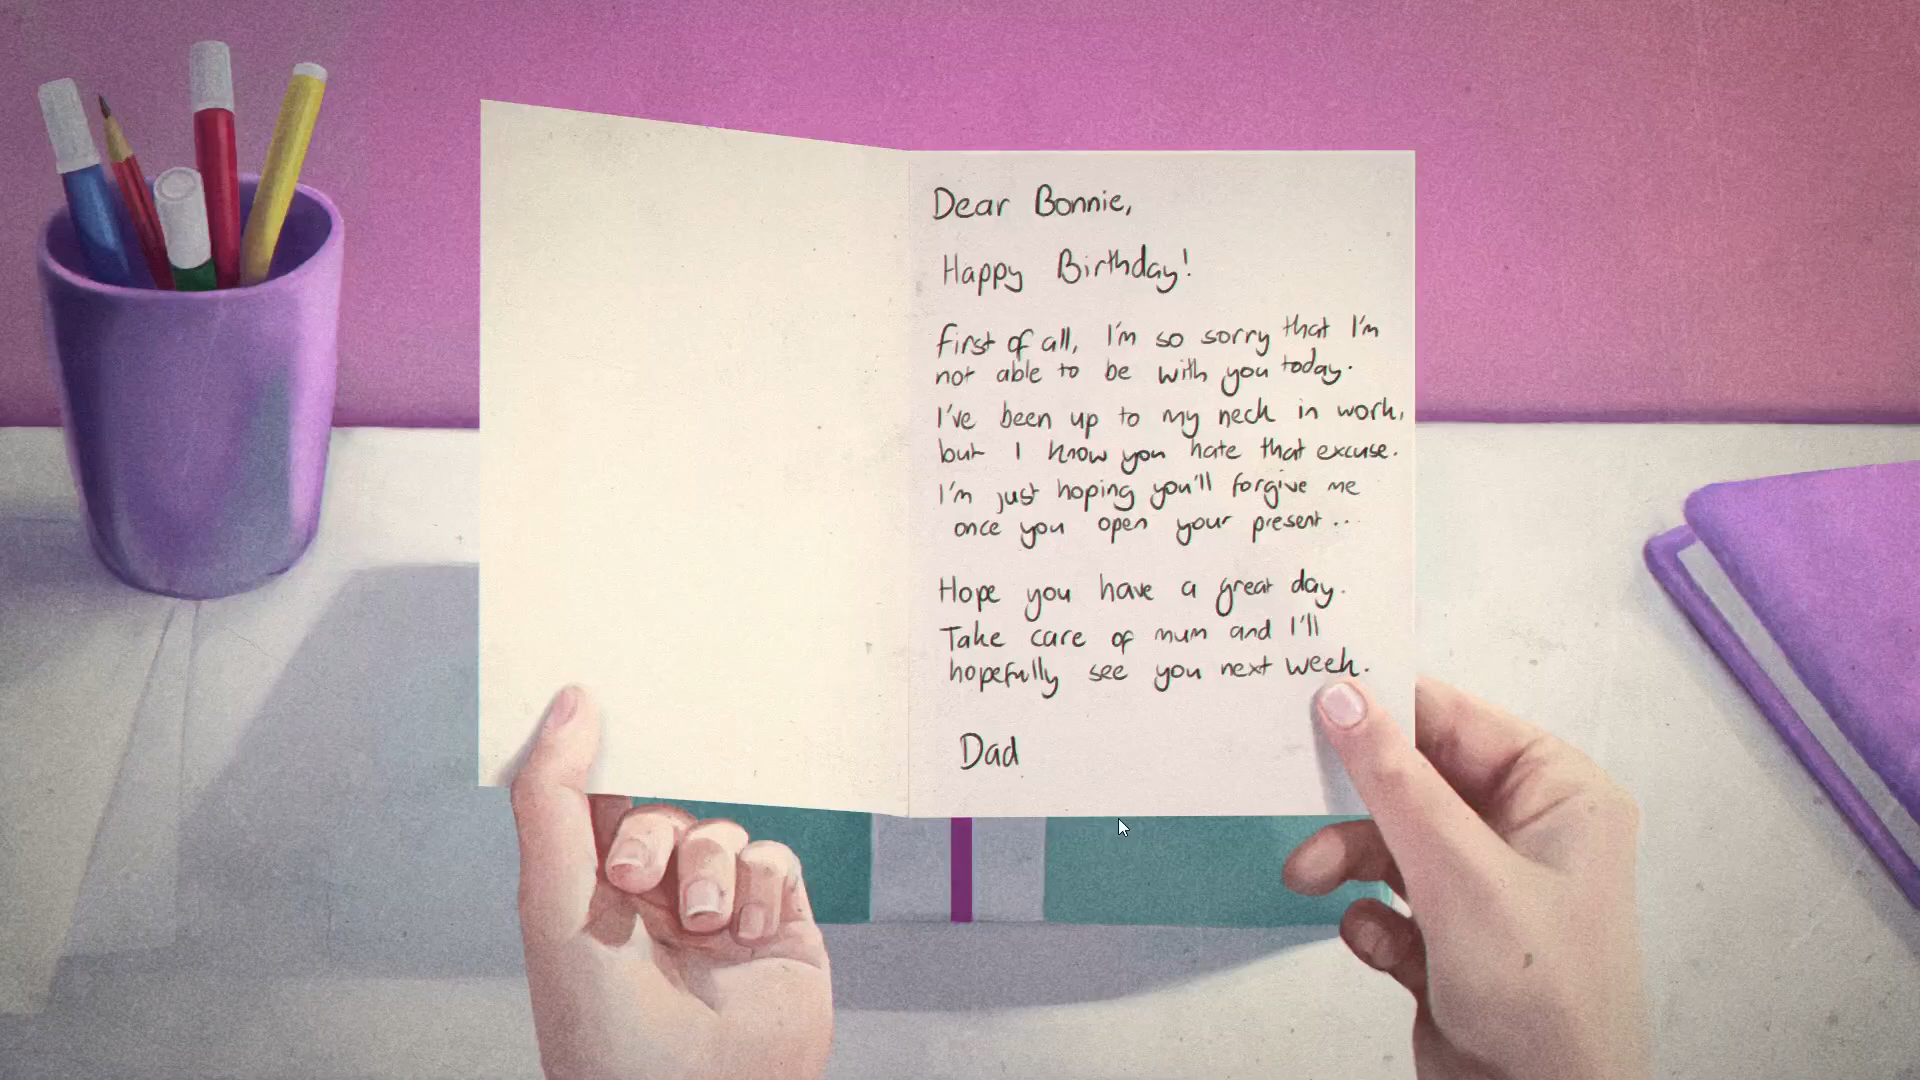 Dear Bonnie,
Happy Birthday!
First of all, I'm so sorry that I'm
not able to be with you today.
I've been up to my neck in work,
but I know you hate that excuse.
I'm just hoping you'll forgive me
once you open your present...
Hope you have a great day.
Take care of mum and I'll
hopefully see you next week.
Dad